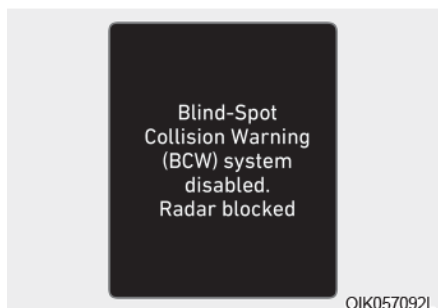 Blind-Spot
Collision Warning
(BCW) system
disabled.
Radar blocked
OIK057092L